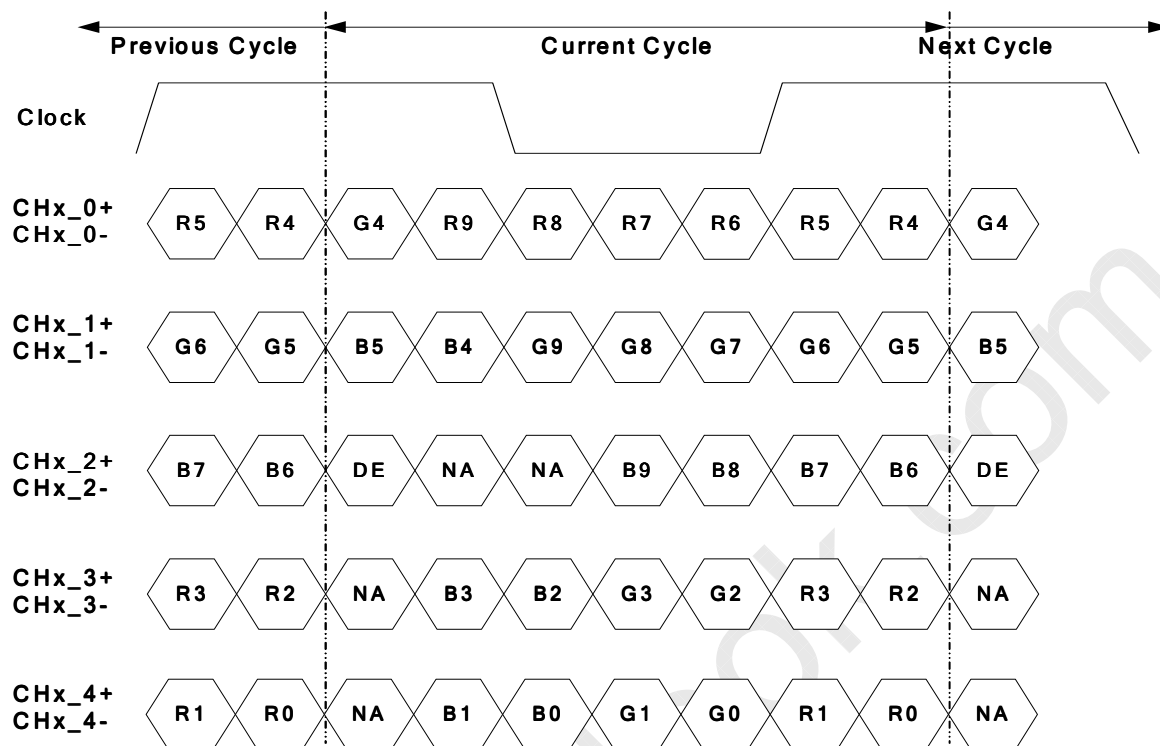 Previous Cycle Current Cycle Next Cycle
Clock
CHx_0+
CHx_0-
R5 R4 G4 R9 R8 R7 R6 R5 R4 G4
CHx_1+
CHx_1-
G6 G5 B5 B4 G9 G8 G7 G6 G5 B5
CHx_2+
CHx_2-
B7 B6 DE NA NA B9 B8 B7 B6 DE
CHx_3+
CHx_3-
R3 R2 NA B3 B2 G3 G2 R3 R2 NA
CHx_4+
CHx_4-
R1 R0 NA B1 B0 G1 G0 R1 R0 NA